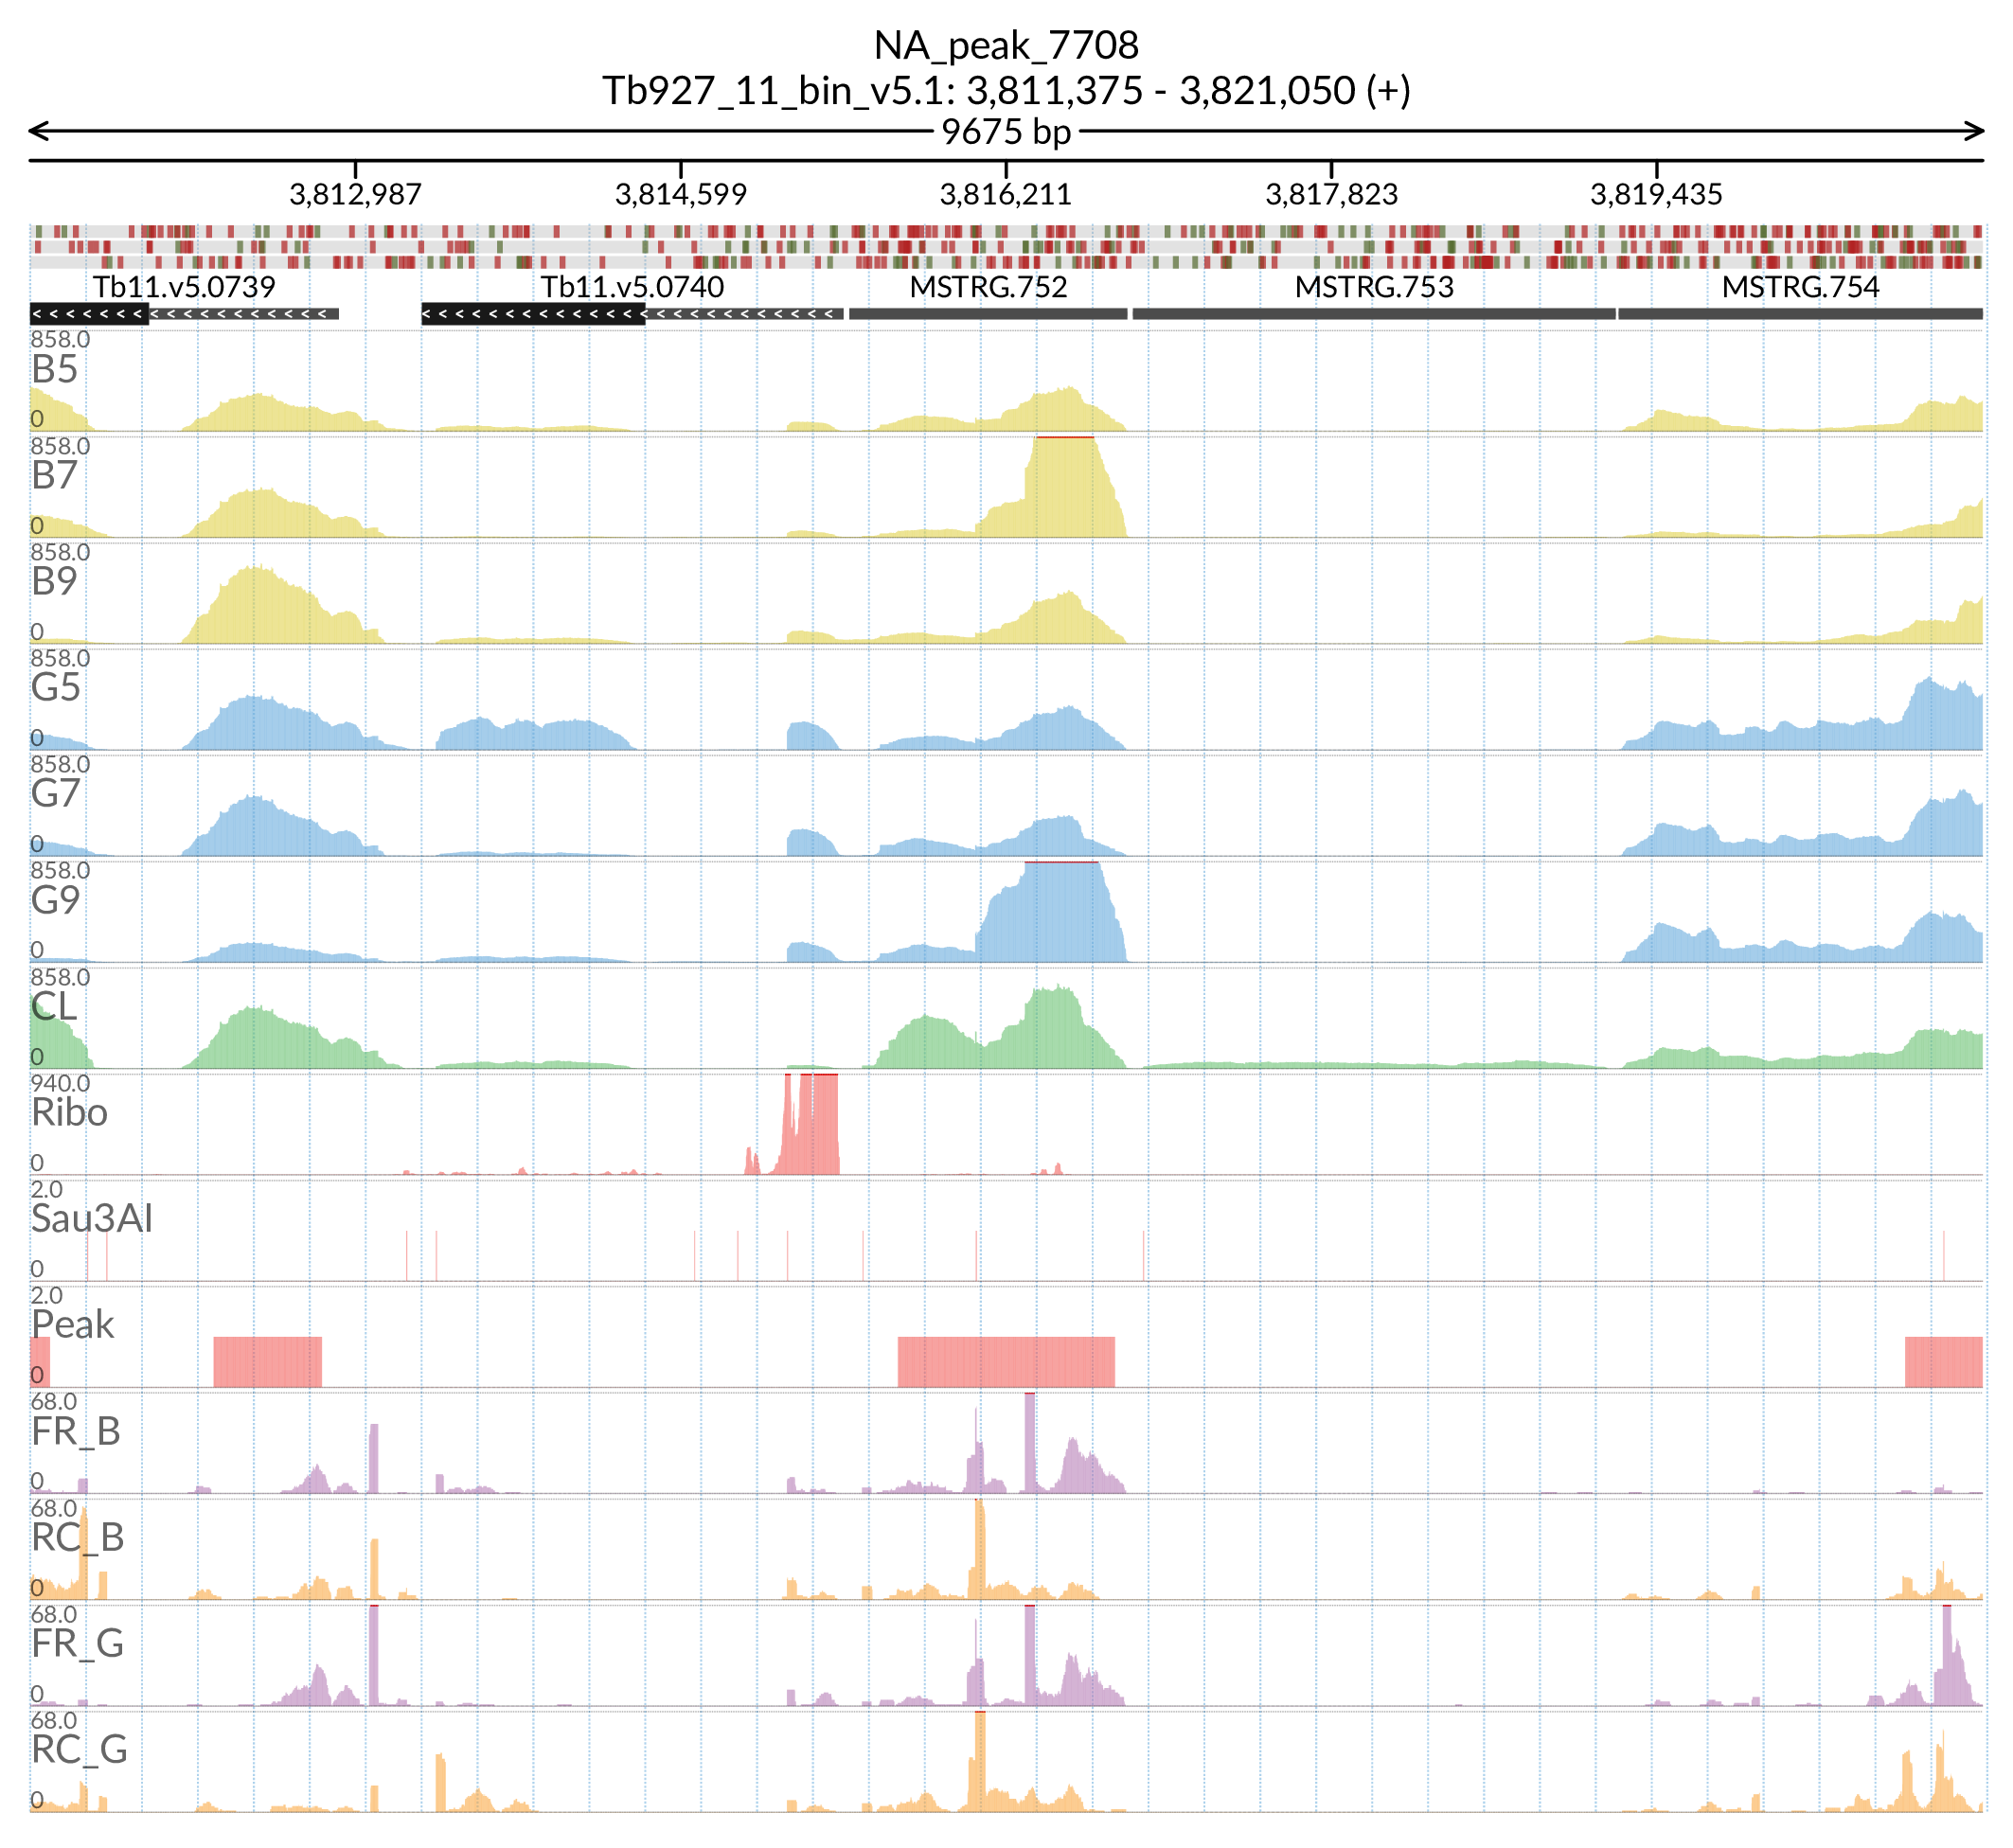 NA_peak_7708
Tb927_11_bin_v5.1: 3,811,375 - 3,821,050 (+)
9675 bp
3,812,987 3,814,599 3,816,211 3,817,823 3,819,435
Tb11.v5.0739 Tb11.v5.0740 MSTRG.752 MSTRG.753 MSTRG.754
858.0
B5
0
858.0
B7
0
858.0
B9
0
858.0
G5
0
858.0
G7
0
858.0
G9
0
858.0
CL
0
940.0
Ribo
0
2.0
Sau3AI
0
2.0
Peak
0
68.0
FR_B
0
68.0
RC_B
0
68.0
FR_G
0
68.0
RC_G
0